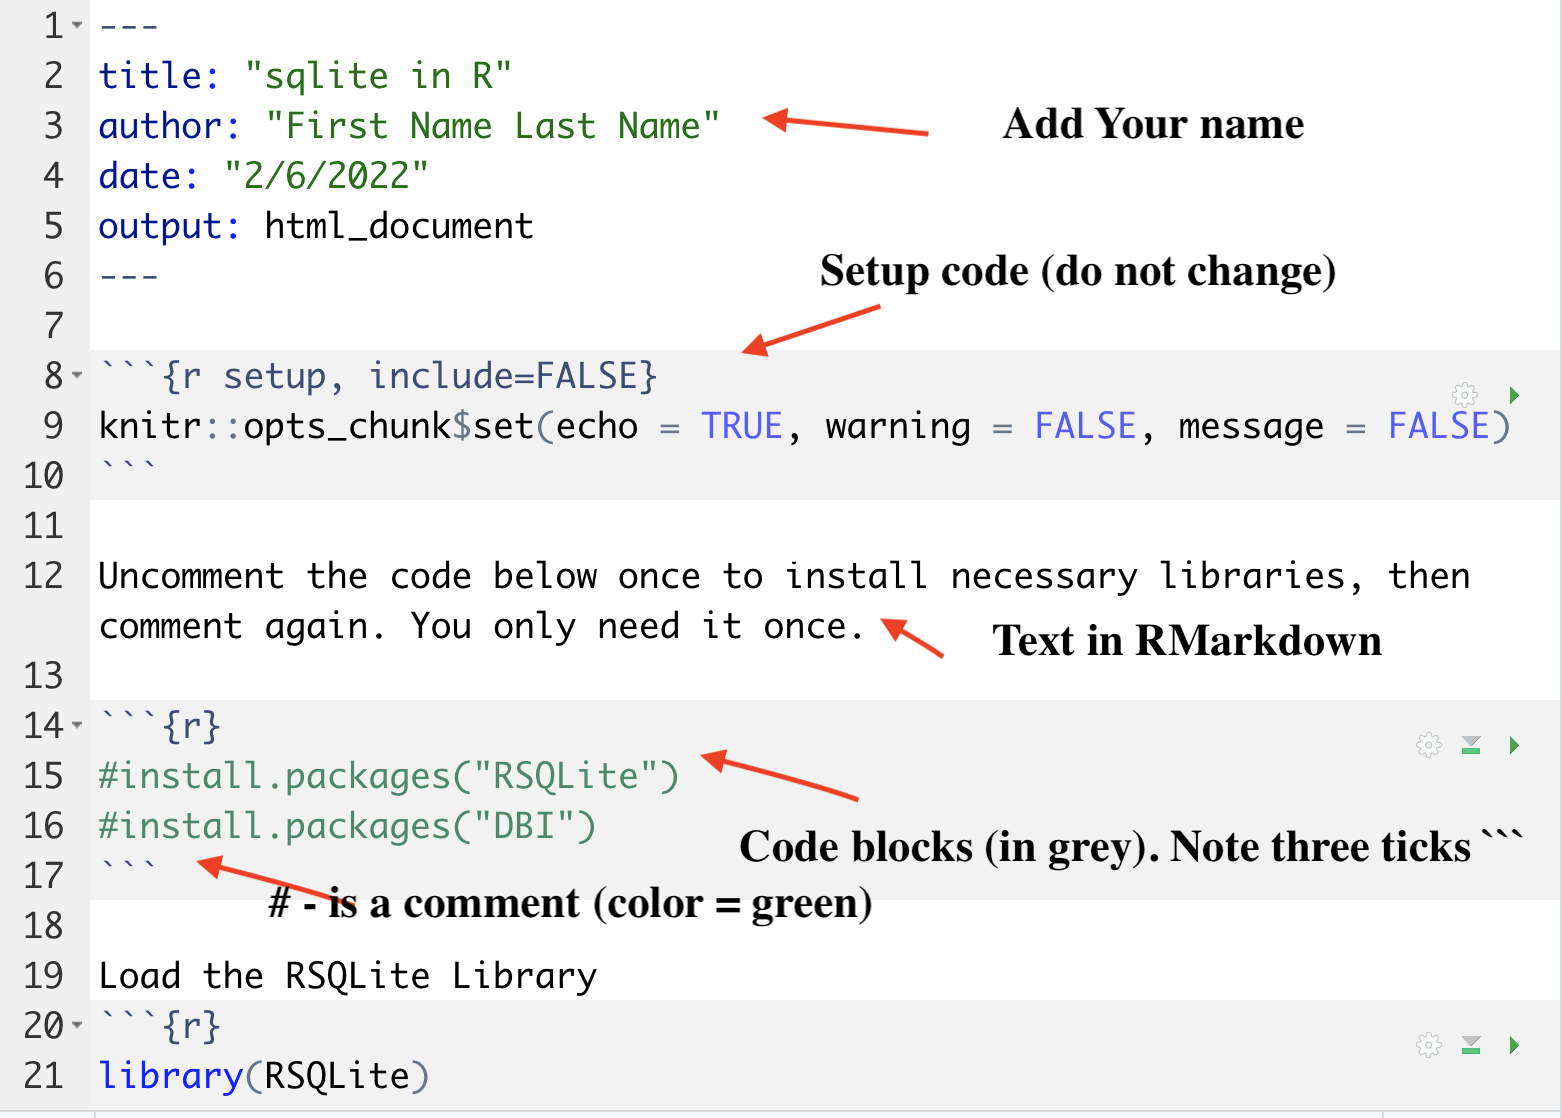 1 ---
2 title: "sqlite in R"
3 author: "First Name Last Name"
Add Your name
4 date: "2/6/2022"
5 output: html_document
6 ---
Setup code (do not change)
7
8 ```{r setup, include=FALSE}
9 knitr::opts_chunk$set(echo = TRUE, warning = FALSE, message = FALSE)
10 ```
11
12 Uncomment the code below once to install necessary libraries, then
comment again. You only need it once.
Text in RMarkdown
13
14 ```{r}
15 #install.packages("RSQLite")
16 #install.packages("DBI")
Code blocks (in grey). Note three ticks ```
17 ```
# - is a comment (color = green)
18
19 Load the RSQLite Library
20 ```{r}
21 library(RSQLite)